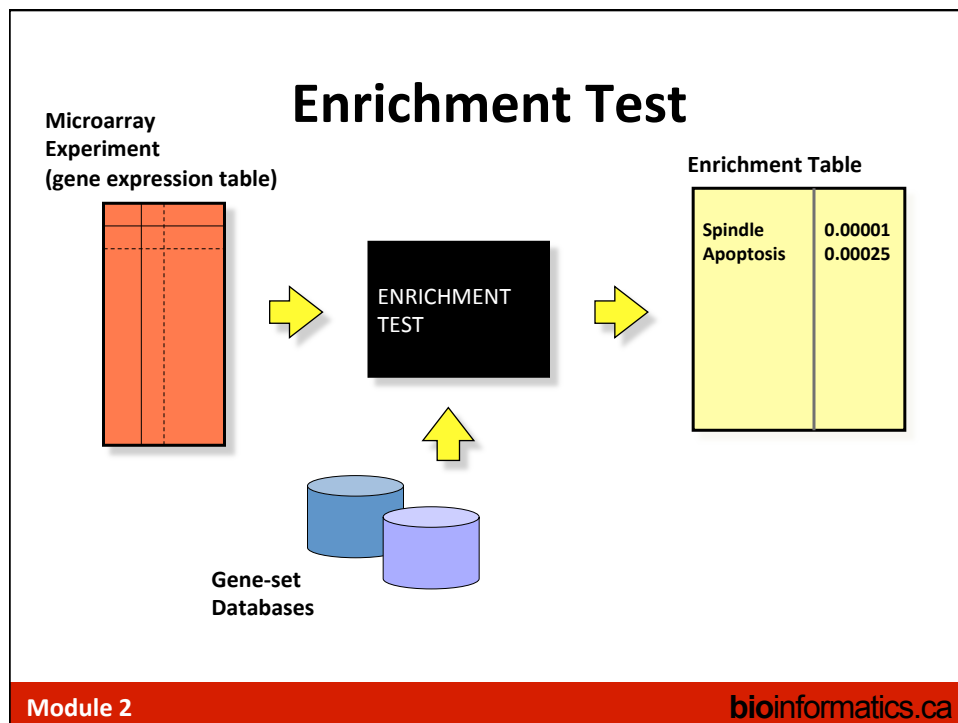 Enrichment Test
Microarray
Experiment
(gene expression table)
Enrichment Table
Spindle 0.00001
Apoptosis 0.00025
ENRICHMENT
TEST
Gene-set
Databases
Module 2
bioinformatics.ca